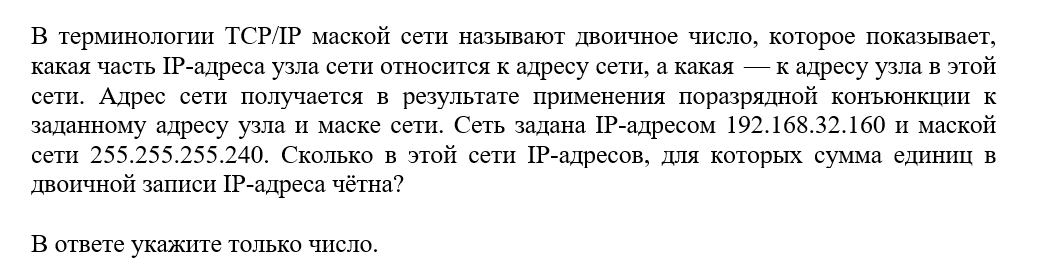 В терминологии TCP/IP маской сети называют двоичное число, которое показывает,
какая часть IP-адреса узла сети относится к адресу сети, а какая — к адресу узла в этой
сети. Адрес сети получается в результате применения поразрядной конъюнкции к
заданному адресу узла и маске сети. Сеть задана IP-адресом 192.168.32.160 и маской
сети 255.255.255.240. Сколько в этой сети IP-адресов, для которых сумма единиц в
двоичной записи IP-адреса чётна?
В ответе укажите только число.